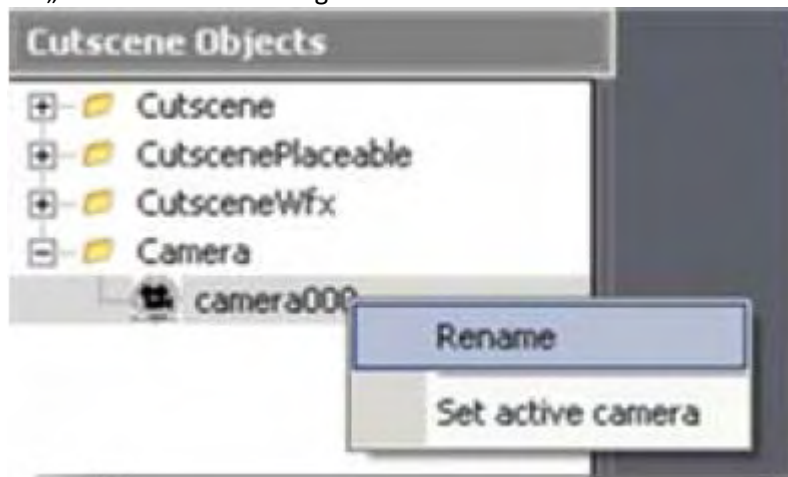 Cutscene Objects
Cutscene
CutscenePlaceable
CutsceneWfx
Camera
camera000
Rename
Set active camera